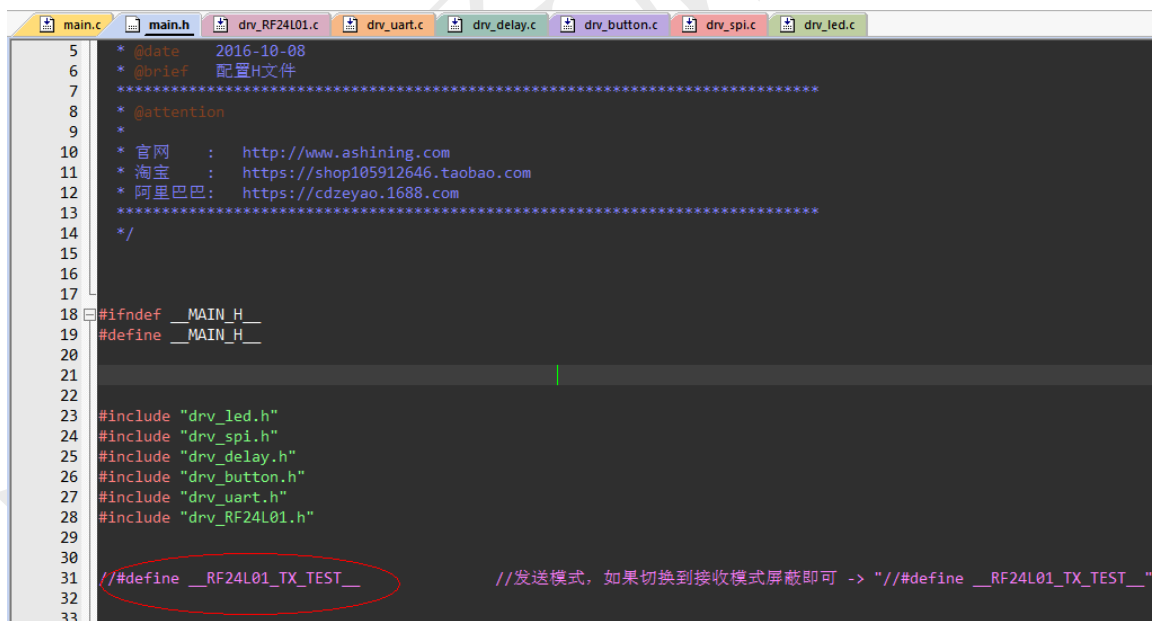 main.c main.h drv_RF24L01.c drv_uart.c drv_delay.c drv_button.c drv_spi.c drv_led.c
5 * @date 2016-10-08
6 * @brief 配置H文件
7 ******************************************************************************
8 * @attention
9 *
10 * 官网 : http://www.ashining.com
11 * 淘宝 : https://shop105912646.taobao.com
12 * 阿里巴巴: https://cdzeyao.1688.com
13 ******************************************************************************
14 */
15
16
17
18 #ifndef __MAIN_H__
19 #define __MAIN_H__
20
21
22
23 #include "drv_led.h"
24 #include "drv_spi.h"
25 #include "drv_delay.h"
26 #include "drv_button.h"
27 #include "drv_uart.h"
28 #include "drv_RF24L01.h"
29
30
31 //#define __RF24L01_TX_TEST__ //发送模式，如果切换到接收模式屏蔽即可 -> "//#define __RF24L01_TX_TEST__"
32
33